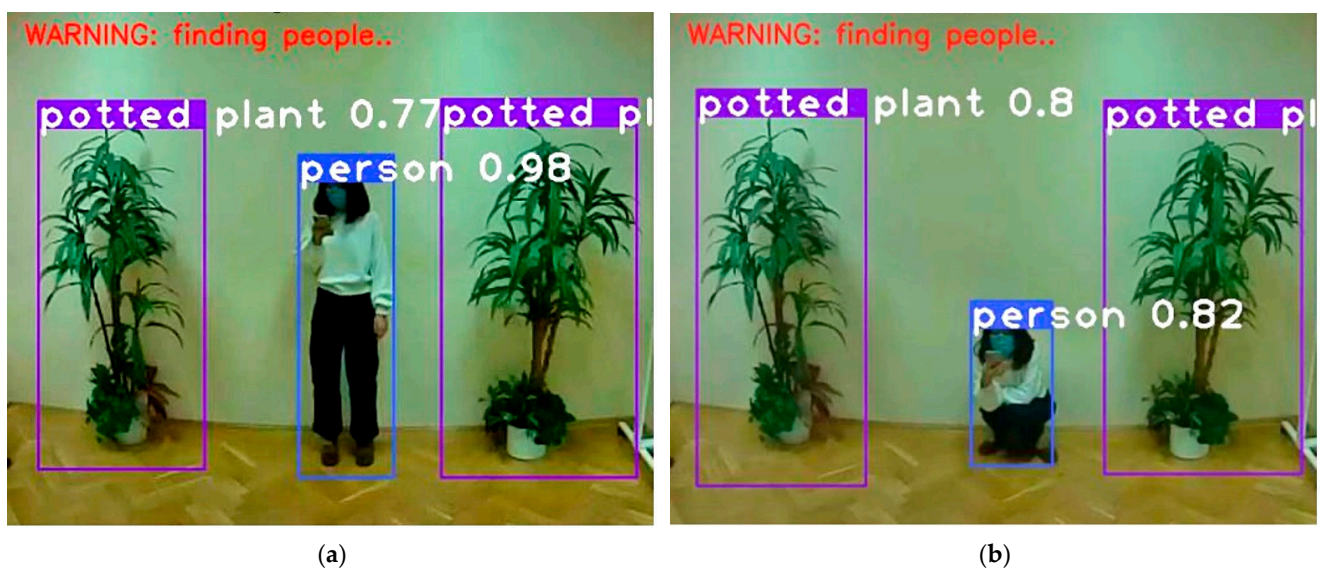 WARNING: finding people..
potted plant 0.77
potted pl
person 0.98
(a)
WARNING: finding people..
potted plant 0.8
potted pl
person 0.82
(b)